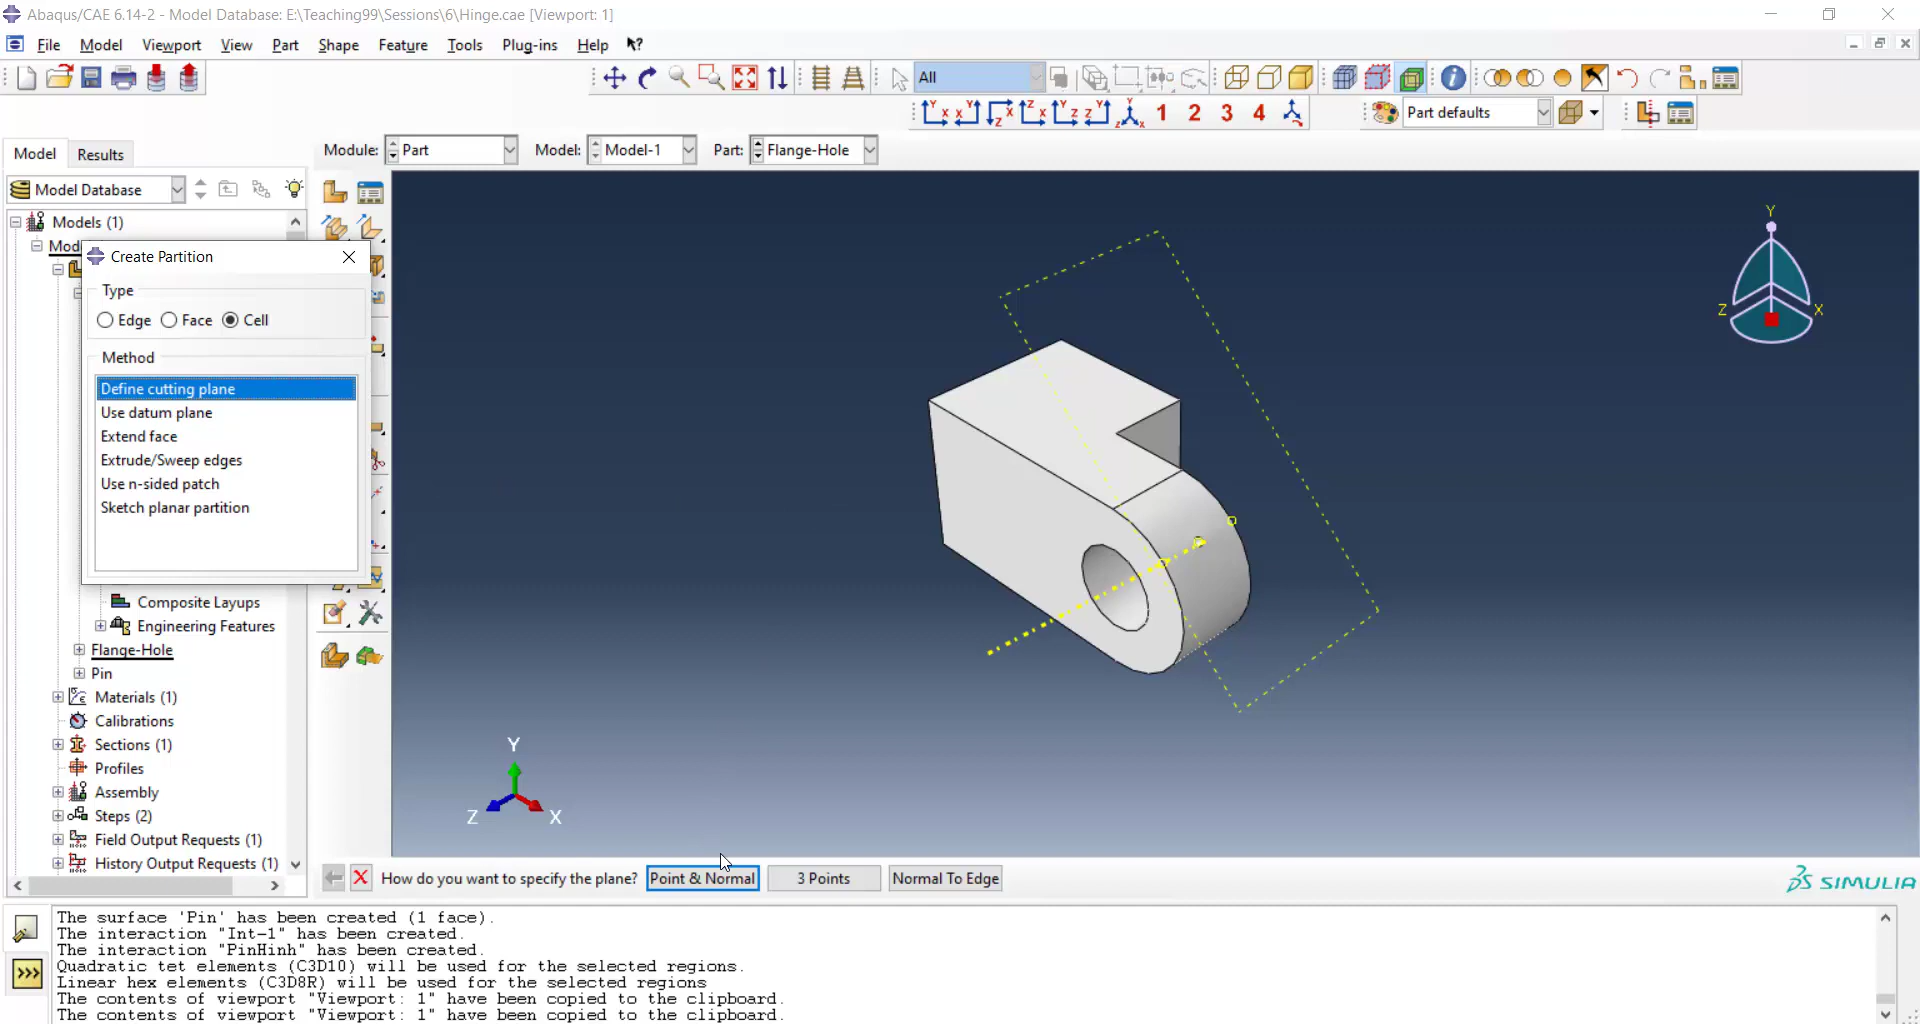 Abaqus/CAE 6.14-2 - Model Database: E:\Teaching99\Sessions\6\Hinge.cae [Viewport: 1]
File Model Viewport View Part Shape Feature Tools Plug-ins Help
All
1 2 3 4 Part defaults
Model Results Module: Part Model: Model-1 Part: Flange-Hole
Model Database
Models (1)
Create Partition
Type
Edge Face Cell
Method
Define cutting plane
Use datum plane
Extend face
Extrude/Sweep edges
Use n-sided patch
Sketch planar partition
Composite Layups
Engineering Features
Flange-Hole
Pin
Materials (1)
Calibrations
Sections (1)
Profiles
Assembly
Steps (2)
Field Output Requests (1)
History Output Requests (1)
Y
Z X
Y
Z X
How do you want to specify the plane? Point & Normal 3 Points Normal To Edge
SIMULIA
The surface 'Pin' has been created (1 face).
The interaction "Int-1" has been created.
The interaction "PinHinh" has been created.
Quadratic tet elements (C3D10) will be used for the selected regions.
Linear hex elements (C3D8R) will be used for the selected regions
The contents of viewport "Viewport: 1" have been copied to the clipboard.
The contents of viewport "Viewport: 1" have been copied to the clipboard.